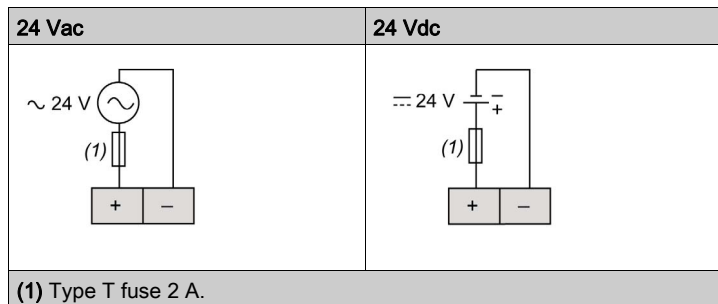 24 Vac
24 Vdc
~ 24 V
(1)
+ –
⎓ 24 V
–
+
(1)
+ –
(1) Type T fuse 2 A.